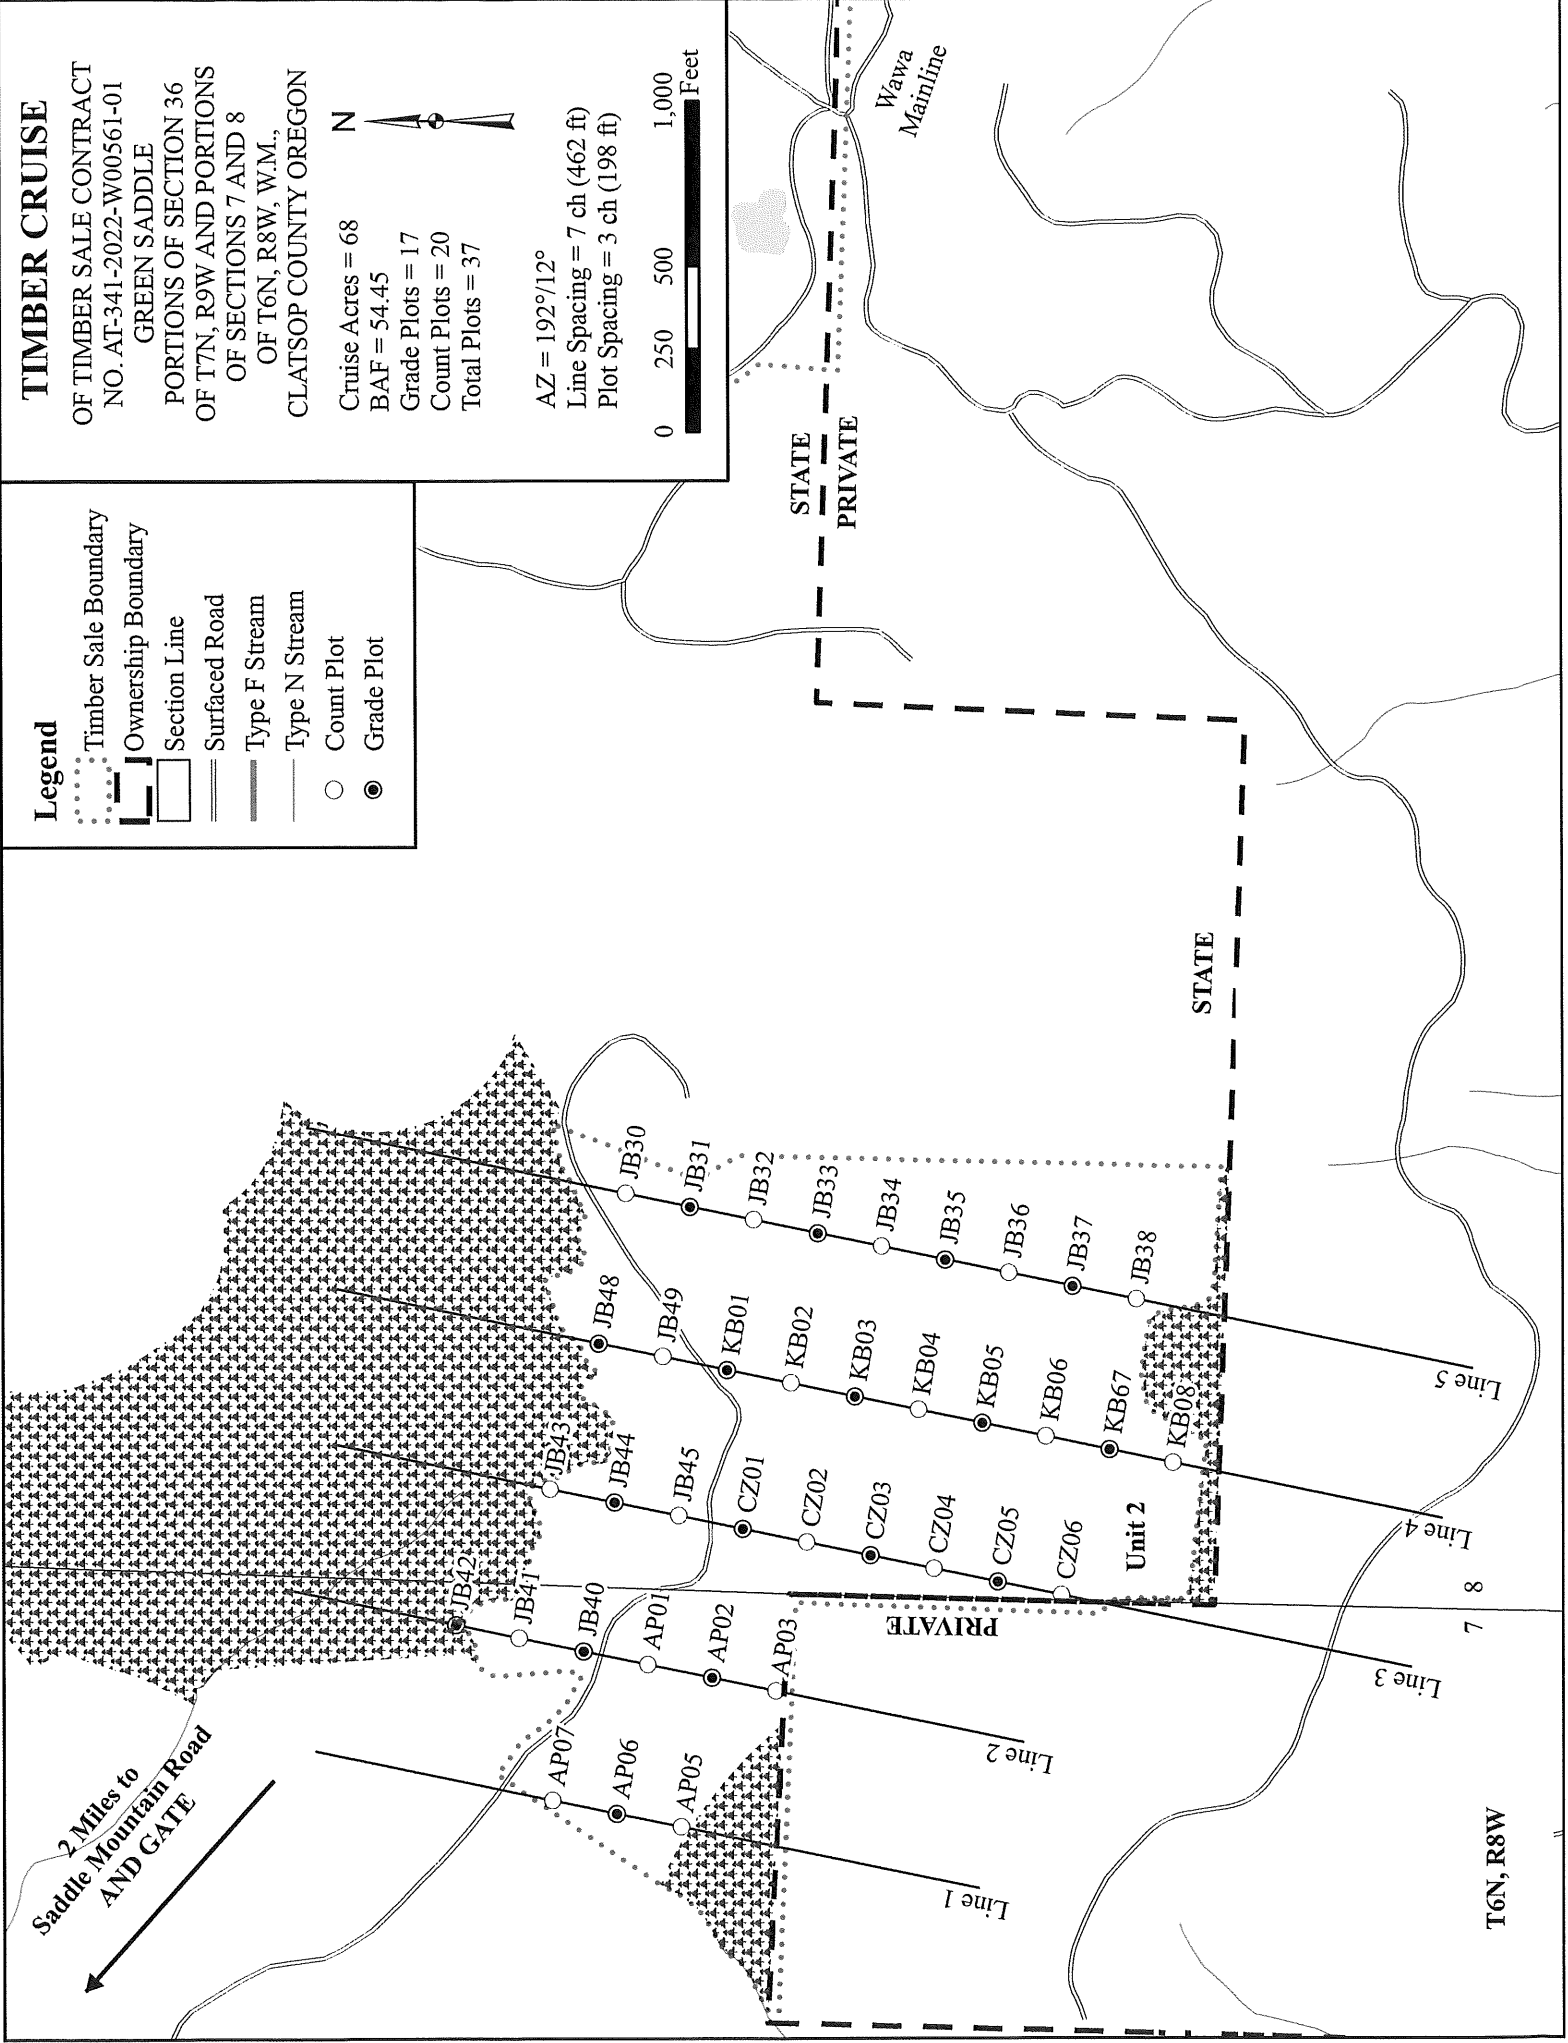 TIMBER CRUISE
OF TIMBER SALE CONTRACT
NO. AT-341-2022-W00561-01
GREEN SADDLE
PORTIONS OF SECTION 36
OF T7N, R9W AND PORTIONS
OF SECTIONS 7 AND 8
OF T6N, R8W, W.M.,
CLATSOP COUNTY OREGON
N
Cruise Acres = 68
BAF = 54.45
Grade Plots = 17
Count Plots = 20
Total Plots = 37
AZ = 192°/12°
Line Spacing = 7 ch (462 ft)
Plot Spacing = 3 ch (198 ft)
0 250 500 1,000
Feet
Legend
Timber Sale Boundary
Ownership Boundary
Section Line
Surfaced Road
Type F Stream
Type N Stream
Count Plot
Grade Plot
2 Miles to
Saddle Mountain Road
AND GATE
AP07
AP06
AP05
Line 1
JB42
JB41
JB40
AP01
AP02
AP03
Line 2
JB43
JB44
JB45
CZ01
CZ02
CZ03
CZ04
CZ05
CZ06
Line 3
JB48
JB49
KB01
KB02
KB03
KB04
KB05
KB06
KB67
KB08
Line 4
JB30
JB31
JB32
JB33
JB34
JB35
JB36
JB37
JB38
Line 5
Unit 2
PRIVATE
STATE
STATE
PRIVATE
Wawa
Mainline
7 8
T6N, R8W